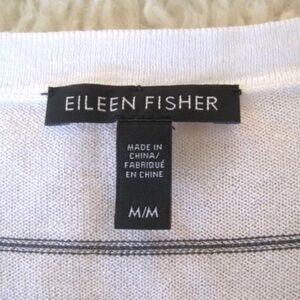 EILEEN FISHER
MADE IN
CHINA/
FABRIQUÉ
EN CHINE
M/M